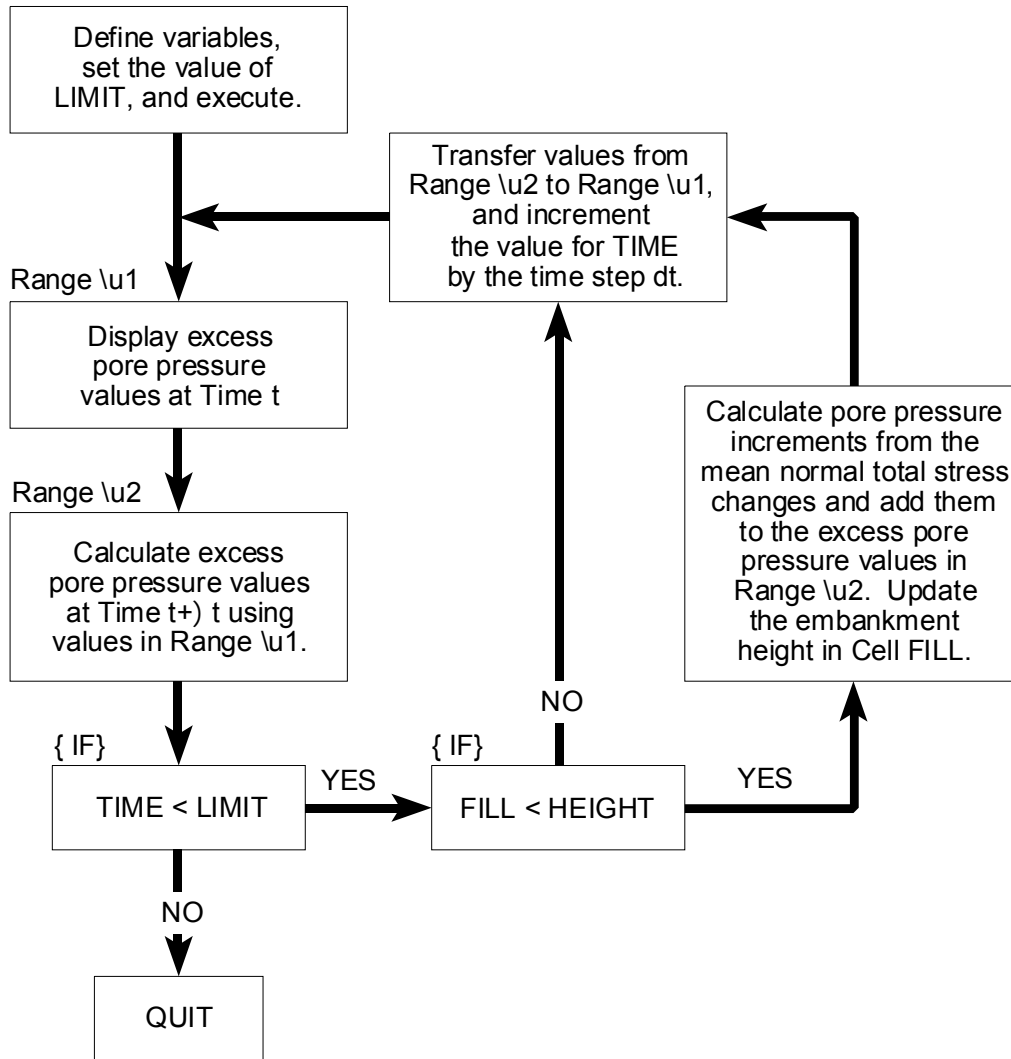 Define variables,
set the value of
LIMIT, and execute.
Transfer values from
Range \u2 to Range \u1,
and increment
the value for TIME
by the time step dt.
Range \u1
Display excess
pore pressure
values at Time t
Calculate pore pressure
increments from the
mean normal total stress
changes and add them
to the excess pore
pressure values in
Range \u2.  Update
the embankment
height in Cell FILL.
Range \u2
Calculate excess
pore pressure values
at Time t+) t using
values in Range \u1.
NO
{ IF}
{ IF}
TIME < LIMIT
YES
FILL < HEIGHT
YES
NO
QUIT